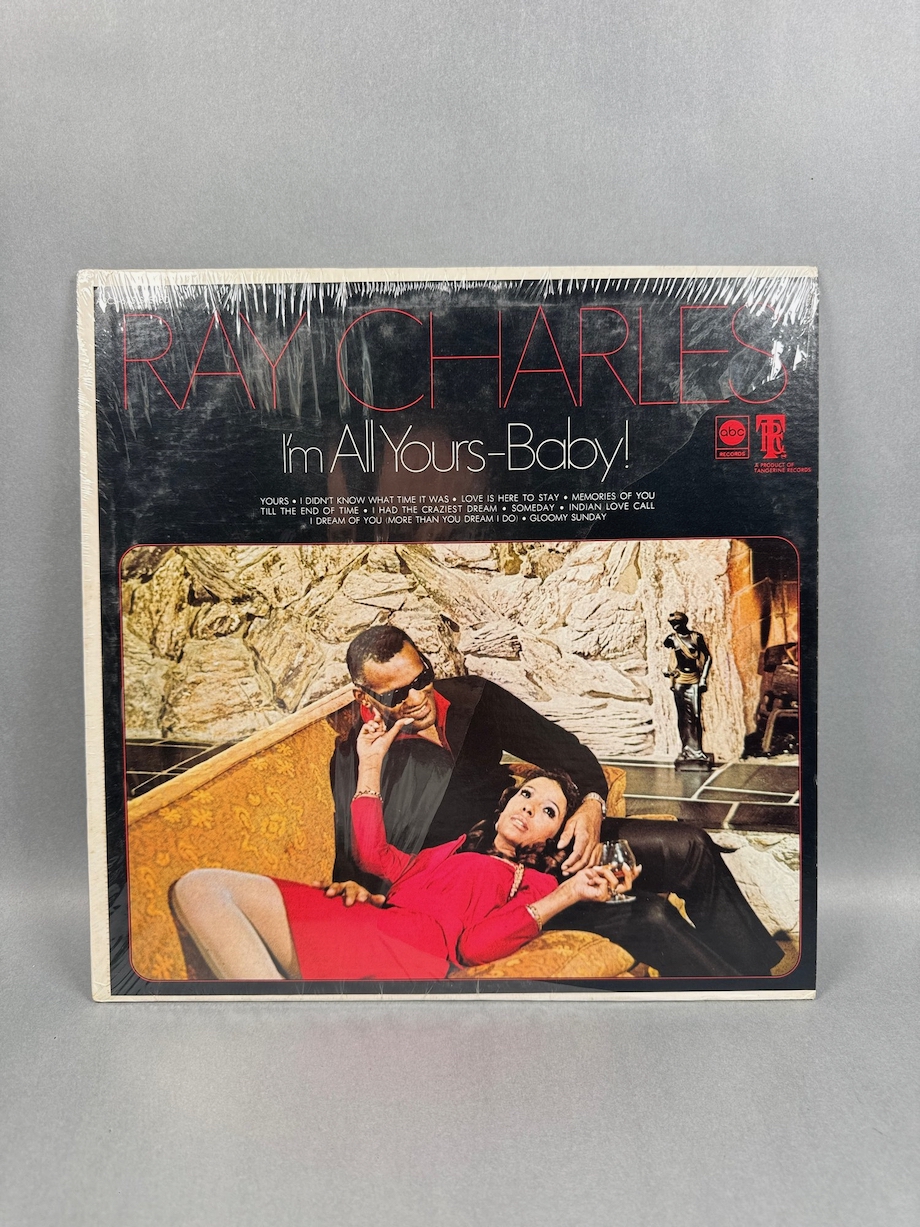 RAY CHARLES
I'm All Yours–Baby!
abc
RECORDS
TRC
A PRODUCT OF
TANGERINE RECORDS
YOURS • I DIDN'T KNOW WHAT TIME IT WAS • LOVE IS HERE TO STAY • MEMORIES OF YOU
TILL THE END OF TIME • I HAD THE CRAZIEST DREAM • SOMEDAY • INDIAN LOVE CALL
I DREAM OF YOU (MORE THAN YOU DREAM I DO) • GLOOMY SUNDAY